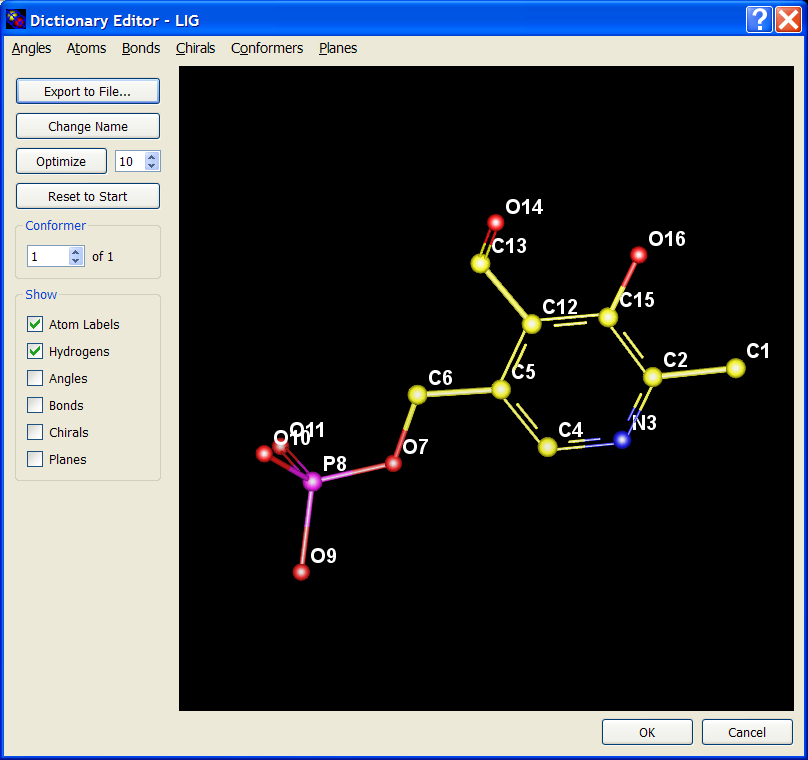 Dictionary Editor - LIG
Angles Atoms Bonds Chirals Conformers Planes
Export to File...
Change Name
Optimize 10
Reset to Start
Conformer
1 of 1
Show
Atom Labels
Hydrogens
Angles
Bonds
Chirals
Planes
O14
C13
O16
C12
C15
C1
C2
C5
C6
N3
C4
O11
O10
O7
P8
O9
OK Cancel